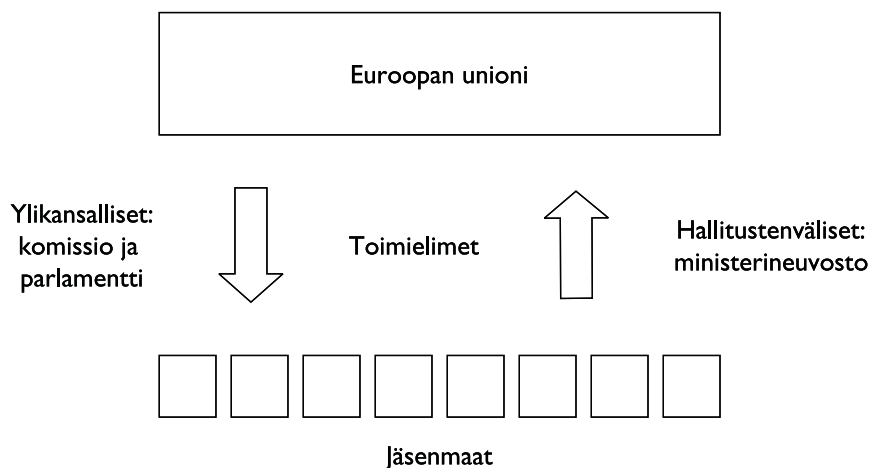 Euroopan unioni
Ylikansalliset:
komissio ja
parlamentti
Toimielimet
Hallitustenväliset:
ministerineuvosto
Jäsenmaat